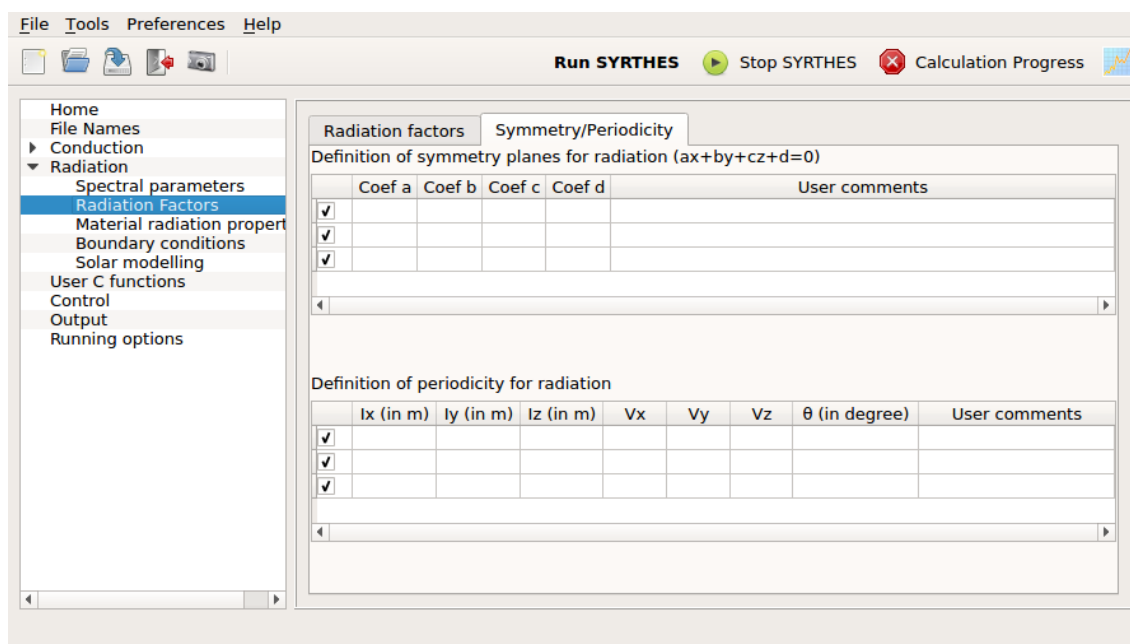 File Tools Preferences Help
Run SYRTHES Stop SYRTHES Calculation Progress
Home
File Names
Conduction
Radiation
Spectral parameters
Radiation Factors
Material radiation propert
Boundary conditions
Solar modelling
User C functions
Control
Output
Running options
Radiation factors Symmetry/Periodicity
Definition of symmetry planes for radiation (ax+by+cz+d=0)
Coef a Coef b Coef c Coef d User comments
Definition of periodicity for radiation
Ix (in m) Iy (in m) Iz (in m) Vx Vy Vz θ (in degree) User comments